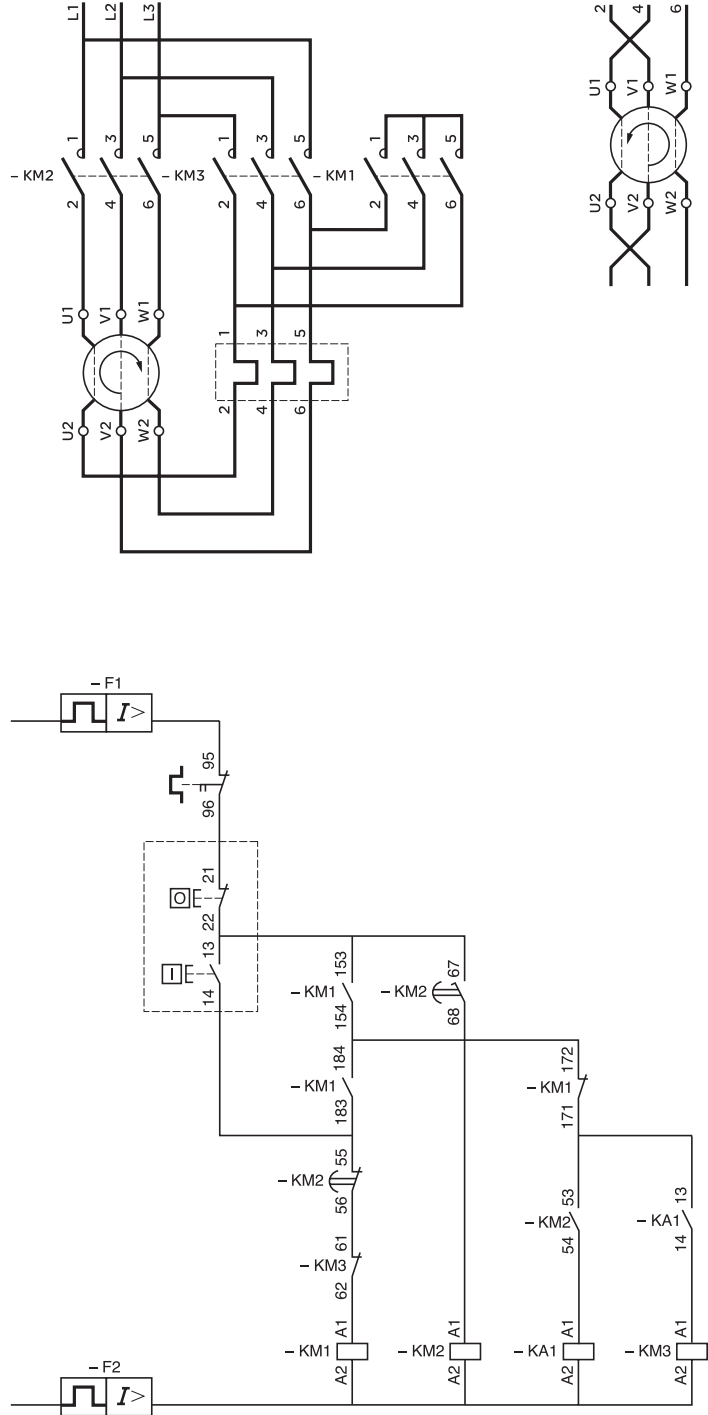 L1 L2 L3
2 4 6
U1 V1 W1
U2 V2 W2
1 3 5 1 3 5 1 3 5
– KM2 – KM3 – KM1
2 4 6 2 4 6 2 4 6
U1 V1 W1 1 3 5
U2 V2 W2 2 4 6
– F1
I>
95
96
21
O
22
13
I
14
153 67
– KM1 – KM2
154 68
184 172
– KM1 – KM1
183 171
55
– KM2
56
53 13
– KM2 – KA1
54 14
61
– KM3
62
A1 A1 A1 A1
– KM1 – KM2 – KA1 – KM3
A2 A2 A2 A2
– F2
I>